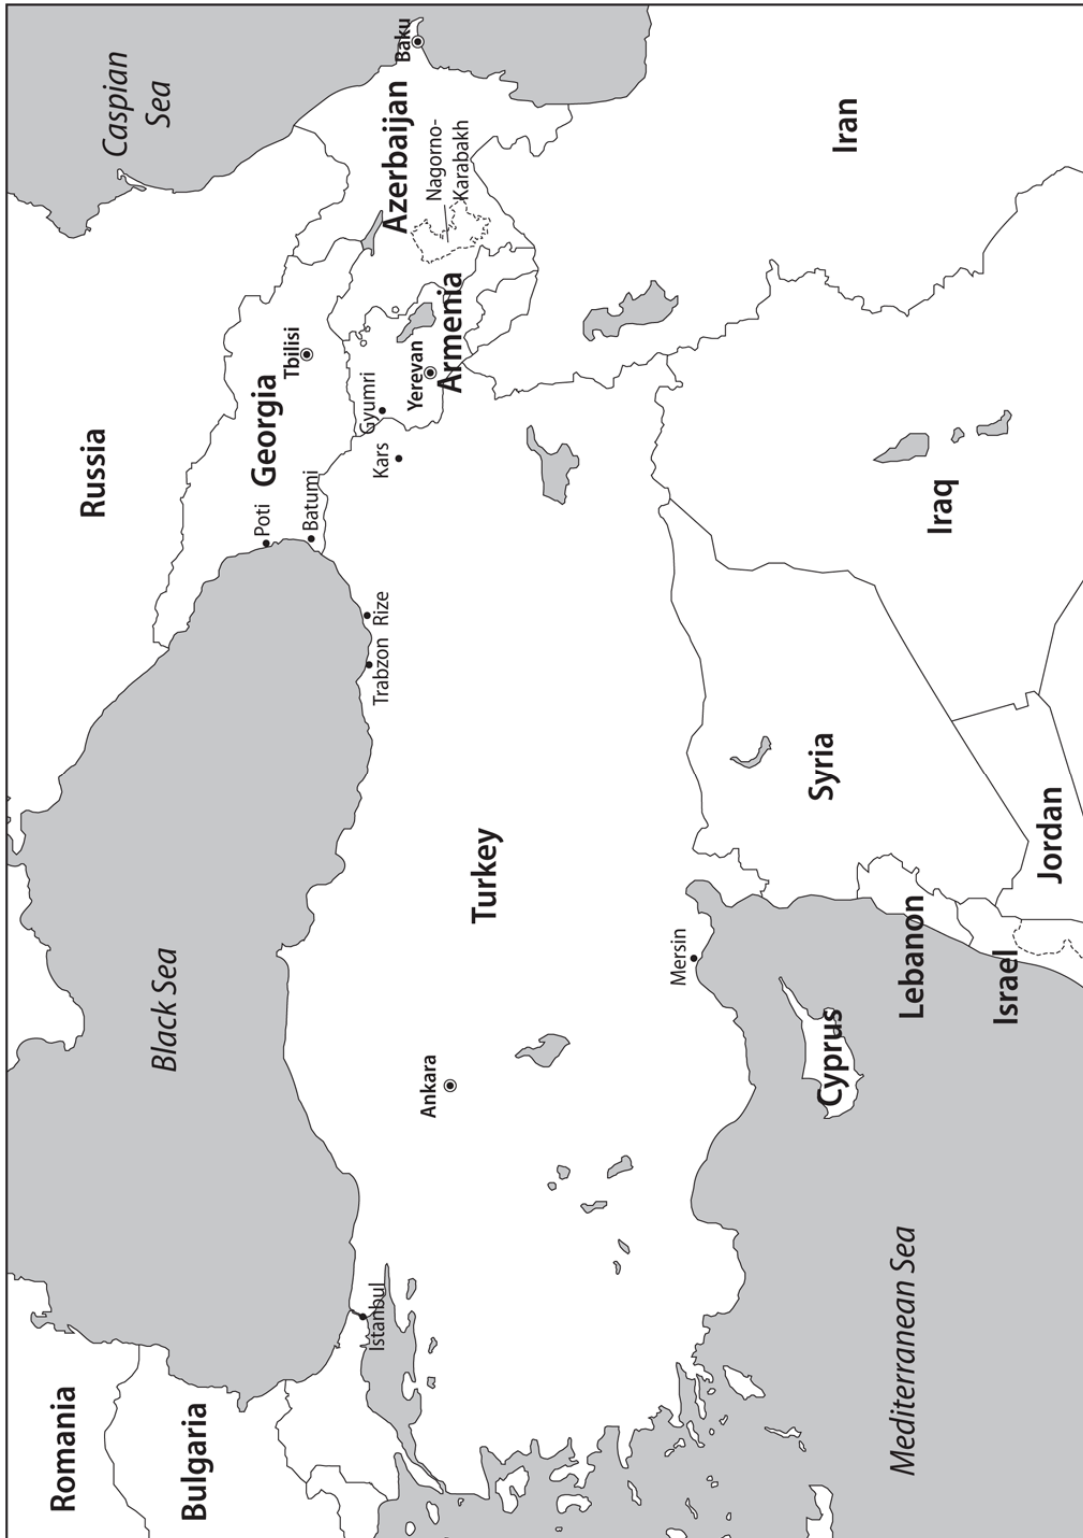 Romania
Bulgaria
Black Sea
Russia
Caspian
Sea
Georgia
Poti
Batumi
Tbilisi
Azerbaijan
Baku
Nagorno-
Karabakh
Armenia
Yerevan
Gyumri
Kars
Rize
Trabzon
Istanbul
Ankara
Turkey
Mersin
Mediterranean Sea
Cyprus
Lebanon
Israel
Syria
Jordan
Iraq
Iran